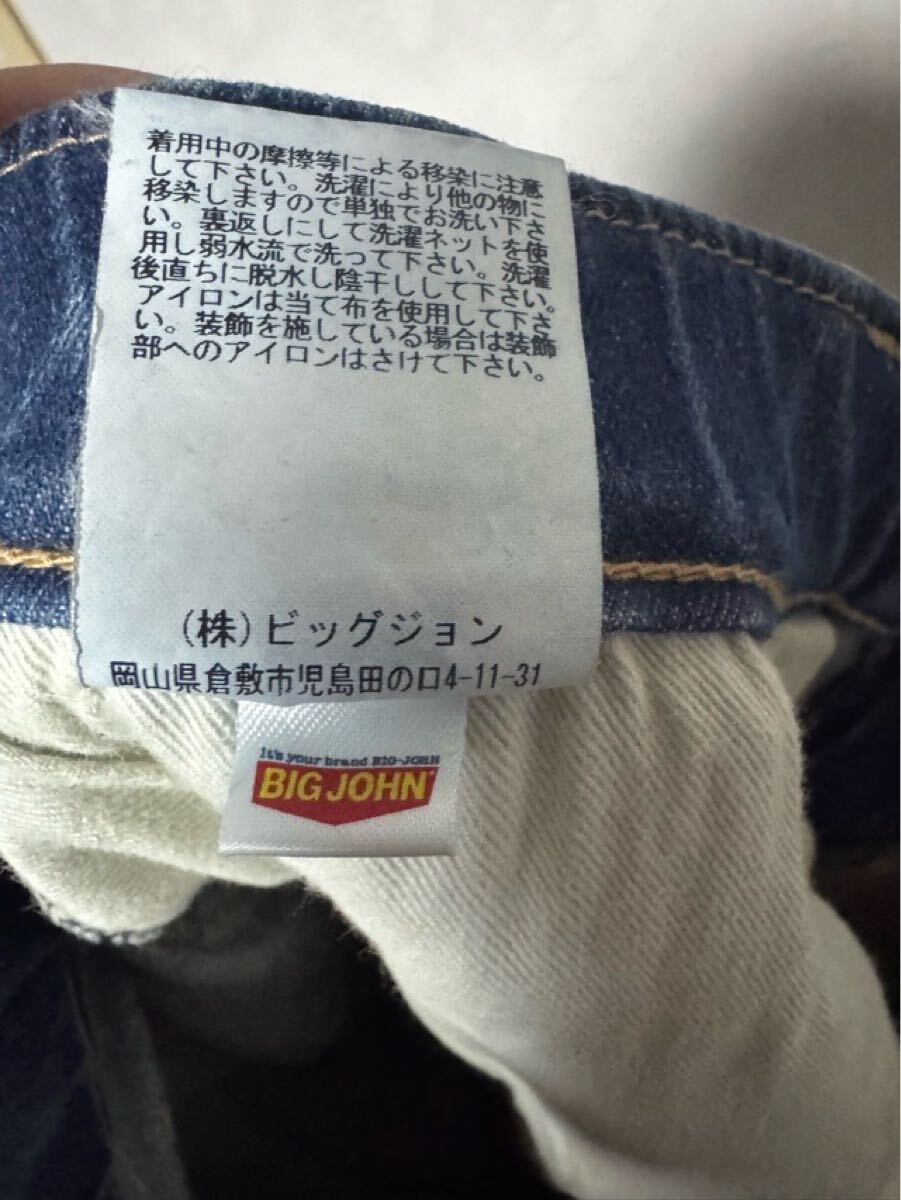 着用中の摩擦等による移染に注意
して下さい。洗濯により他の物に
移染しますので単独でお洗い下さ
い。裏返しにして洗濯ネットを使
用し弱水流で洗って下さい。洗濯
後直ちに脱水し陰干しして下さい。
アイロンは当て布を使用して下さ
い。装飾を施している場合は装飾
部へのアイロンはさけて下さい。
(株)ビッグジョン
岡山県倉敷市児島田の口4-11-31
It's your brand BIG-JOHN
BIG JOHN